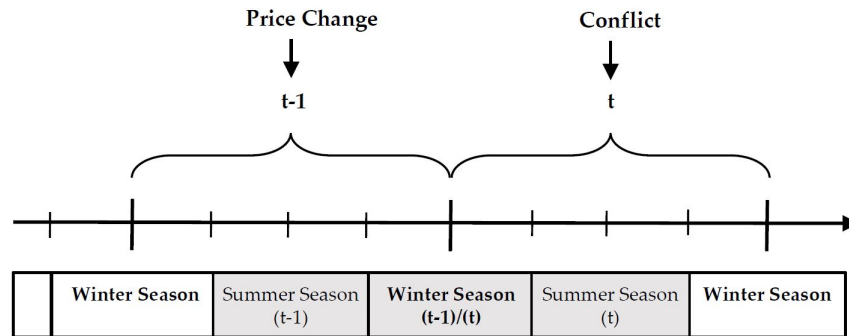 Price Change
Conflict
t-1
t
Winter Season
Summer Season
(t-1)
Winter Season
(t-1)/(t)
Summer Season
(t)
Winter Season